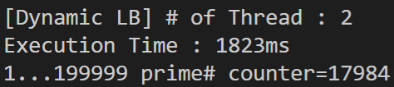 [Dynamic LB] # of Thread : 2
Execution Time : 1823ms
1...199999 prime# counter=17984